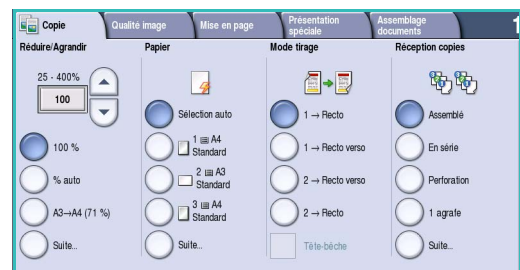 Copie
Qualité image
Mise en page
Présentation
spéciale
Assemblage
documents
1
Réduire/Agrandir
Papier
Mode tirage
Réception copies
25 - 400%
100
100 %
% auto
A3→A4 (71 %)
Suite...
Sélection auto
1 A4
Standard
2 A3
Standard
3 A4
Standard
Suite...
1 → Recto
1 → Recto verso
2 → Recto verso
2 → Recto
Tête-bêche
Assemblé
En série
Perforation
1 agrafe
Suite...